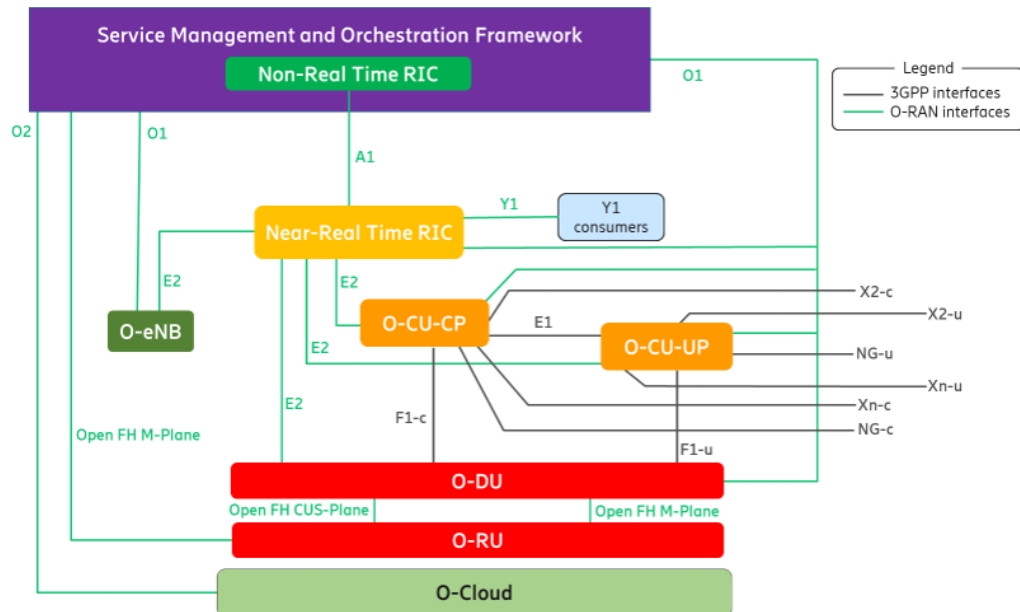 Service Management and Orchestration Framework
Non-Real Time RIC
O1
Legend
3GPP interfaces
O-RAN interfaces
O2
O1
A1
Y1
Y1
consumers
Near-Real Time RIC
E2
E2
X2-c
O-CU-CP
E1
X2-u
O-eNB
O-CU-UP
E2
NG-u
Xn-u
E2
Xn-c
F1-c
NG-c
Open FH M-Plane
F1-u
O-DU
Open FH CUS-Plane
Open FH M-Plane
O-RU
O-Cloud